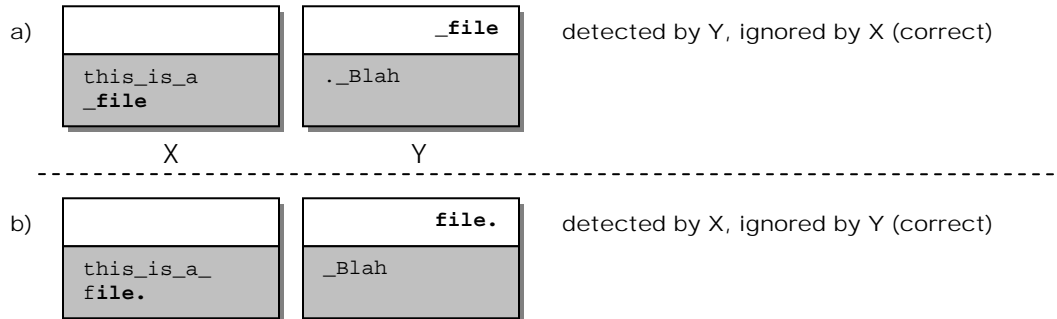 a)
_file
detected by Y, ignored by X (correct)
this_is_a
_file
._Blah
X
Y
b)
file.
detected by X, ignored by Y (correct)
this_is_a_
file.
_Blah